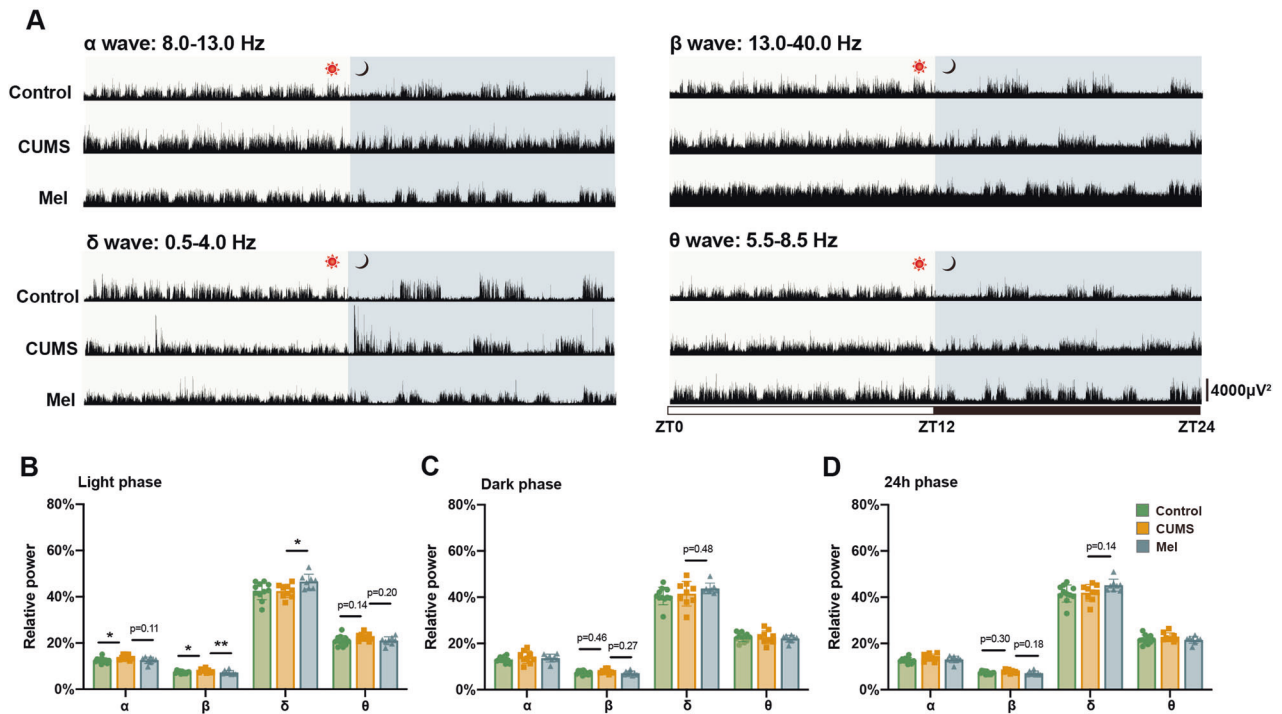 A
α wave: 8.0-13.0 Hz
Control
CUMS
Mel
β wave: 13.0-40.0 Hz
δ wave: 0.5-4.0 Hz
Control
CUMS
Mel
θ wave: 5.5-8.5 Hz
4000μV²
ZT0 ZT12 ZT24
B
Light phase
Relative power
80%
60%
40%
20%
0%
*
p=0.11
*
**
*
p=0.14
p=0.20
α β δ θ
C
Dark phase
Relative power
80%
60%
40%
20%
0%
p=0.46
p=0.27
p=0.48
α β δ θ
D
24h phase
Relative power
80%
60%
40%
20%
0%
p=0.30
p=0.18
p=0.14
α β δ θ
Control
CUMS
Mel